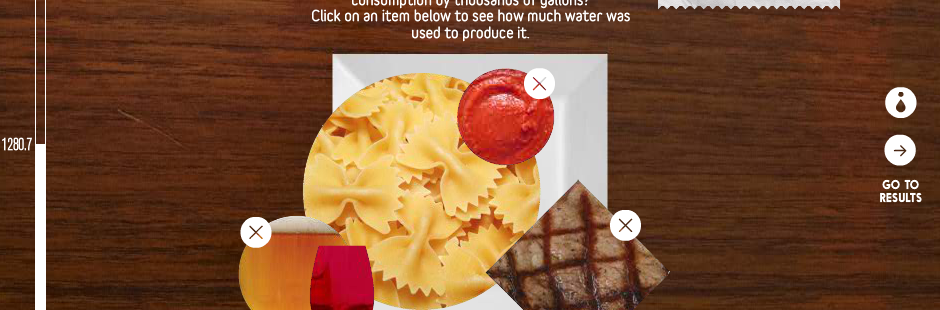 consumption by thousands of gallons?
Click on an item below to see how much water was
used to produce it.
1280.7
GO TO
RESULTS